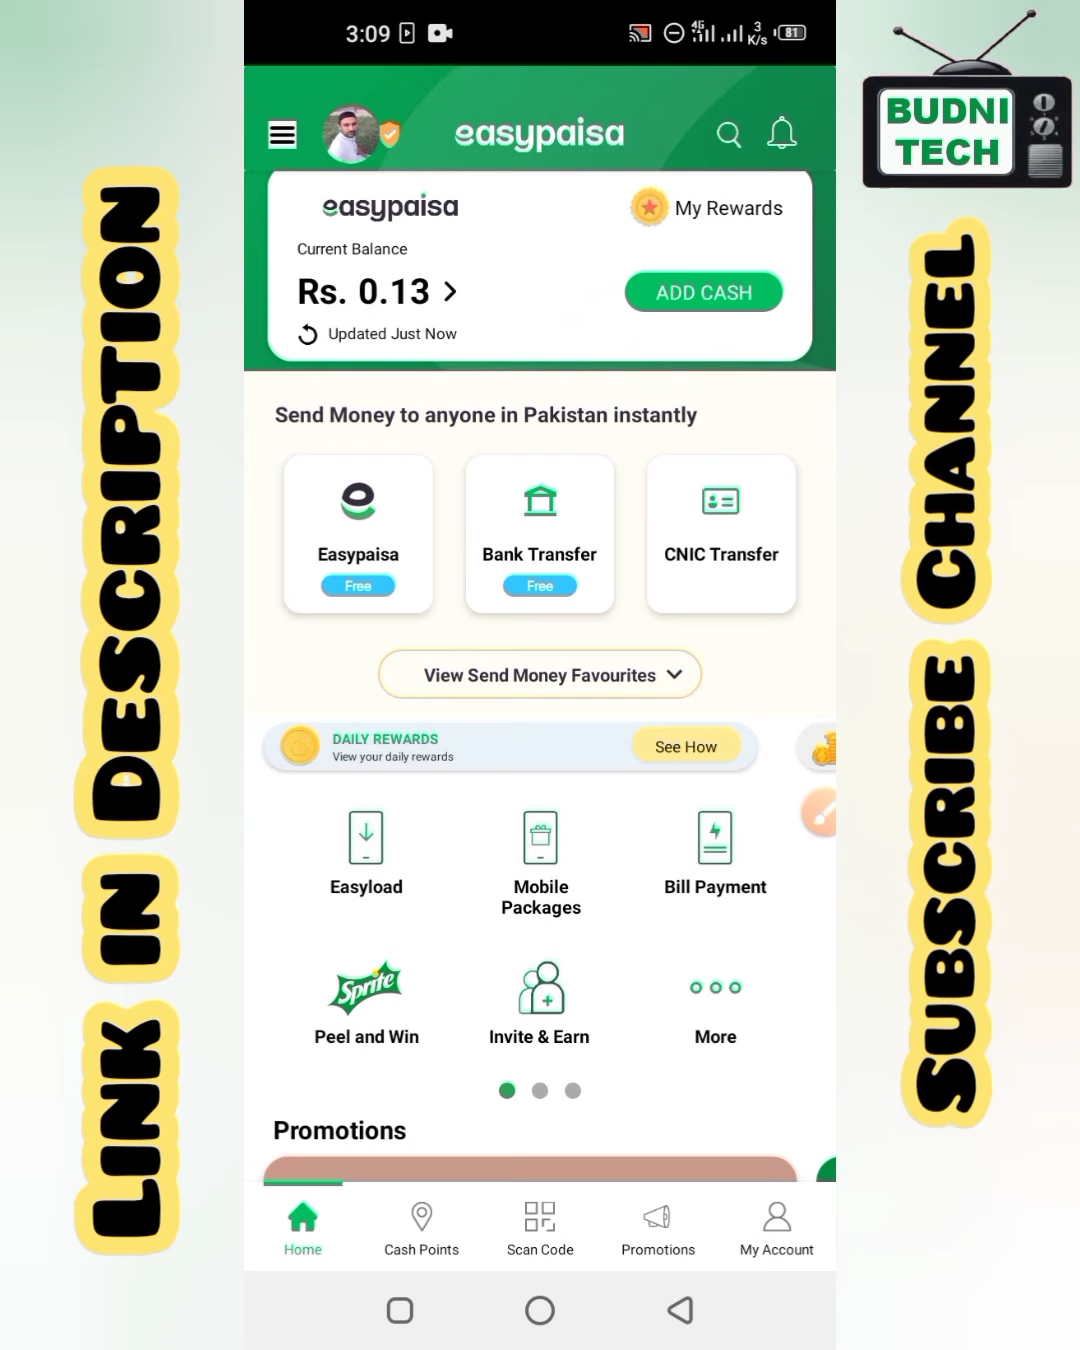 3:09
4G
3
K/s
81
easypaisa
BUDNI
TECH
easypaisa
My Rewards
Current Balance
Rs. 0.13
ADD CASH
Updated Just Now
Send Money to anyone in Pakistan instantly
Easypaisa
Free
Bank Transfer
Free
CNIC Transfer
View Send Money Favourites
DAILY REWARDS
View your daily rewards
See How
Easyload
Mobile
Packages
Bill Payment
Sprite
Peel and Win
Invite & Earn
More
Promotions
Home
Cash Points
Scan Code
Promotions
My Account
LINK IN DESCRIPTION
SUBSCRIBE CHANNEL